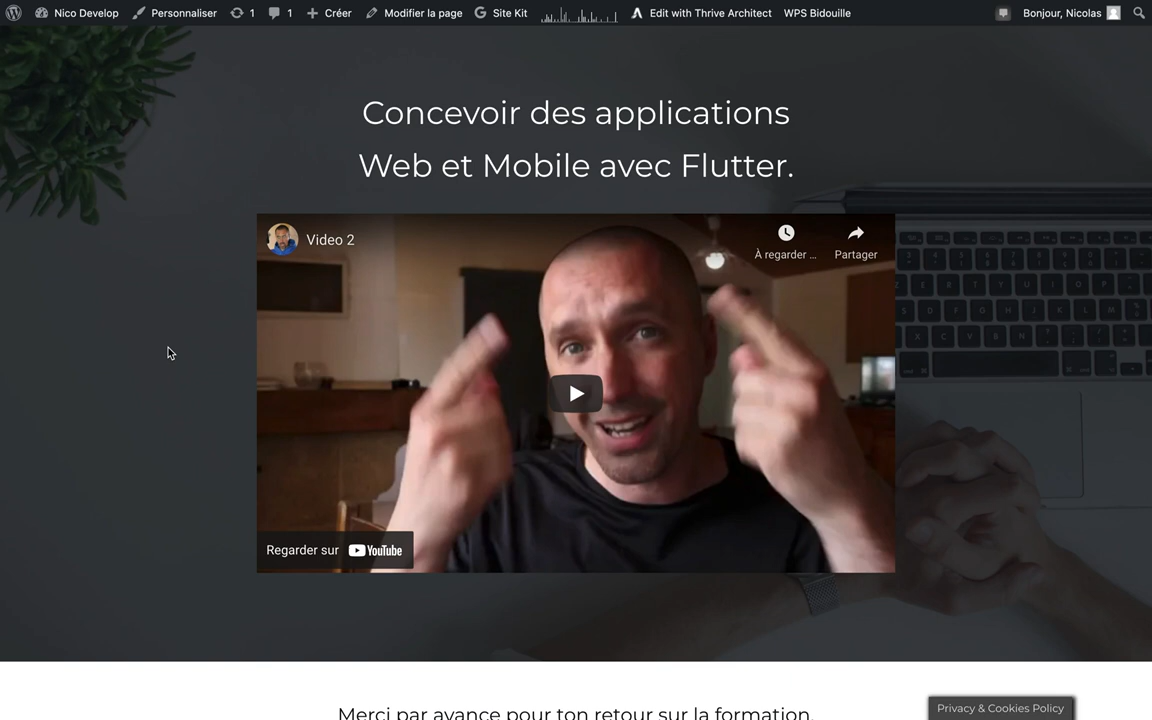 Nico Develop Personnaliser 1 1 Créer Modifier la page Site Kit Edit with Thrive Architect WPS Bidouille Bonjour, Nicolas
Concevoir des applications
Web et Mobile avec Flutter.
Video 2
À regarder ... Partager
Regarder sur YouTube
Merci par avance pour ton retour sur la formation.
Privacy & Cookies Policy